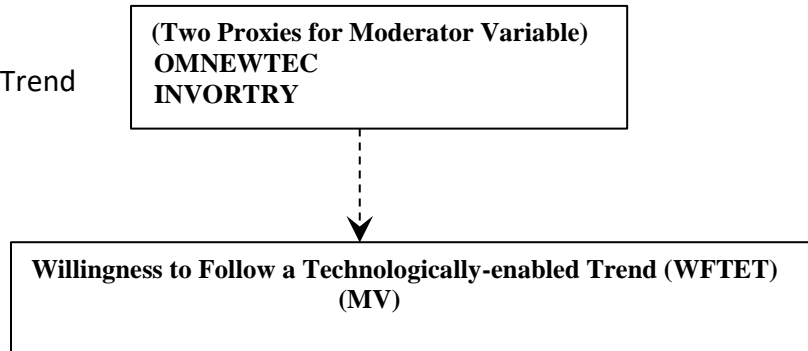 (Two Proxies for Moderator Variable)
OMNEWTEC
Trend
INVORTRY
Willingness to Follow a Technologically-enabled Trend (WFTET)
(MV)